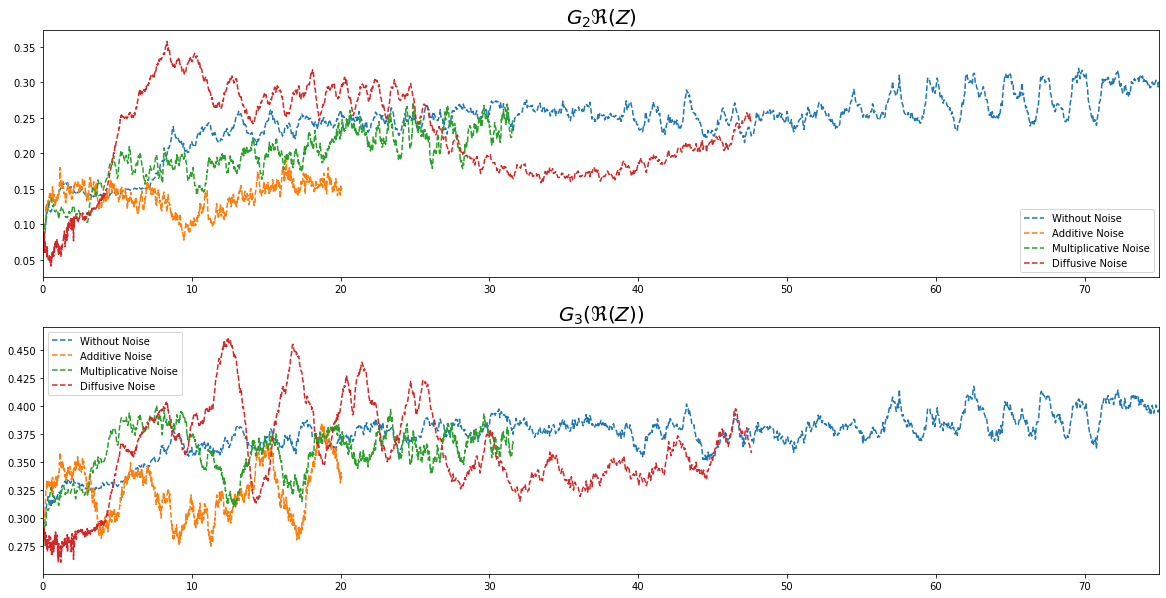 G₂ℜ(Z)
0.35
0.30
0.25
0.20
0.15
0.10
0.05
Without Noise
Additive Noise
Multiplicative Noise
Diffusive Noise
0 10 20 30 40 50 60 70
G₃(ℜ(Z))
0.450
0.425
0.400
0.375
0.350
0.325
0.300
0.275
Without Noise
Additive Noise
Multiplicative Noise
Diffusive Noise
0 10 20 30 40 50 60 70